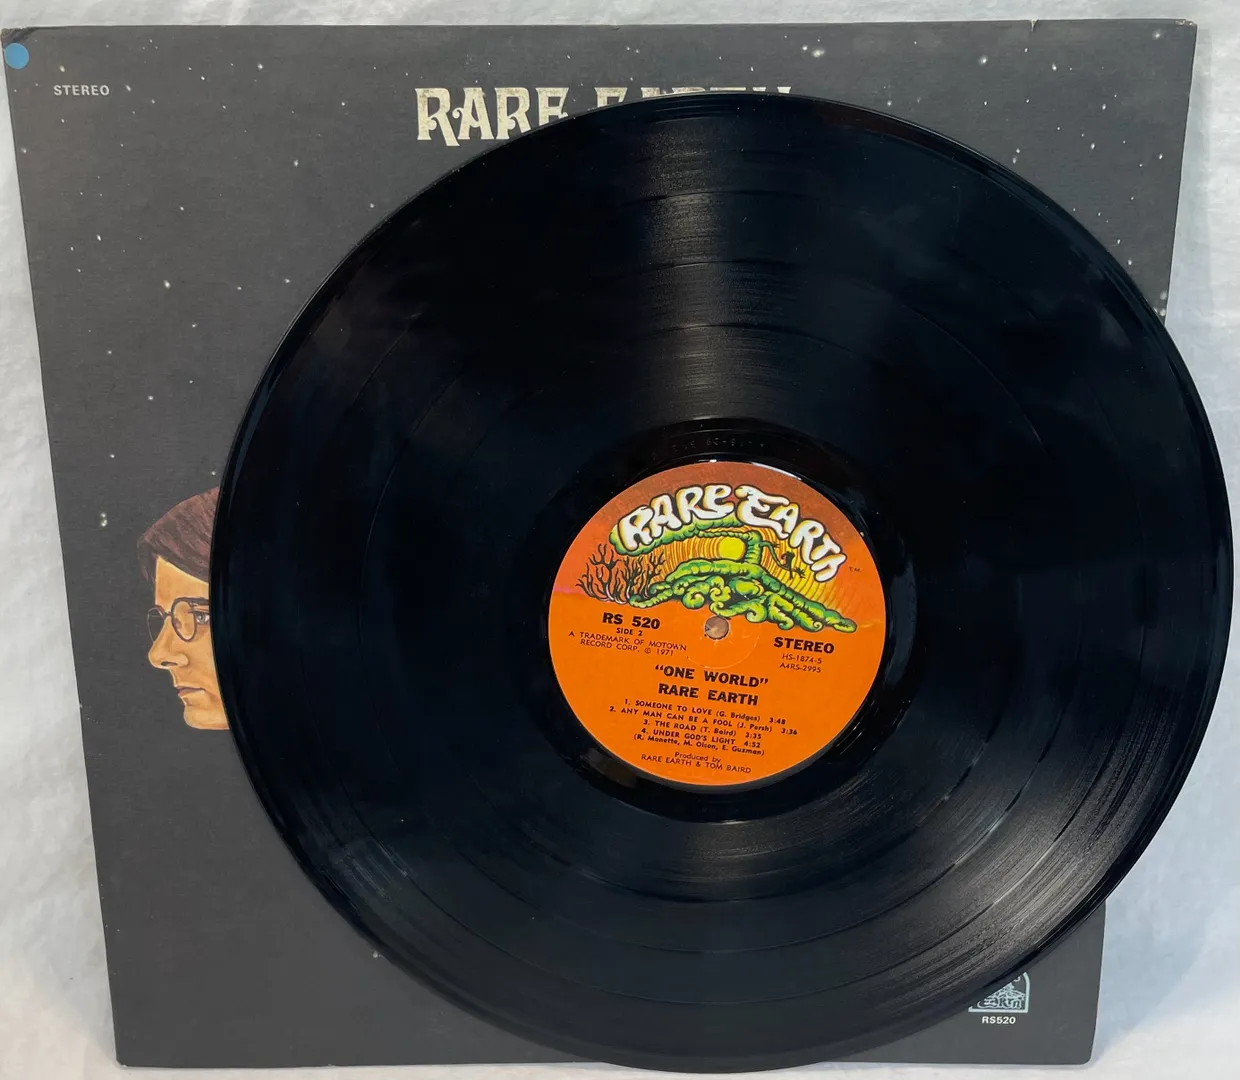 STEREO
RARE EARTH
RARE EARTH
T.M.
RS 520
SIDE 2
A TRADEMARK OF MOTOWN
RECORD CORP. © 1971
STEREO
HS-1874-S
A4RS-2995
"ONE WORLD"
RARE EARTH
1. SOMEONE TO LOVE (G. Bridges) 3:48
2. ANY MAN CAN BE A FOOL (J. Persh) 3:36
3. THE ROAD (T. Baird) 3:35
4. UNDER GOD'S LIGHT 4:52
(R. Monette, M. Olson, E. Guzman)
Produced by
RARE EARTH & TOM BAIRD
EARTH
RS520